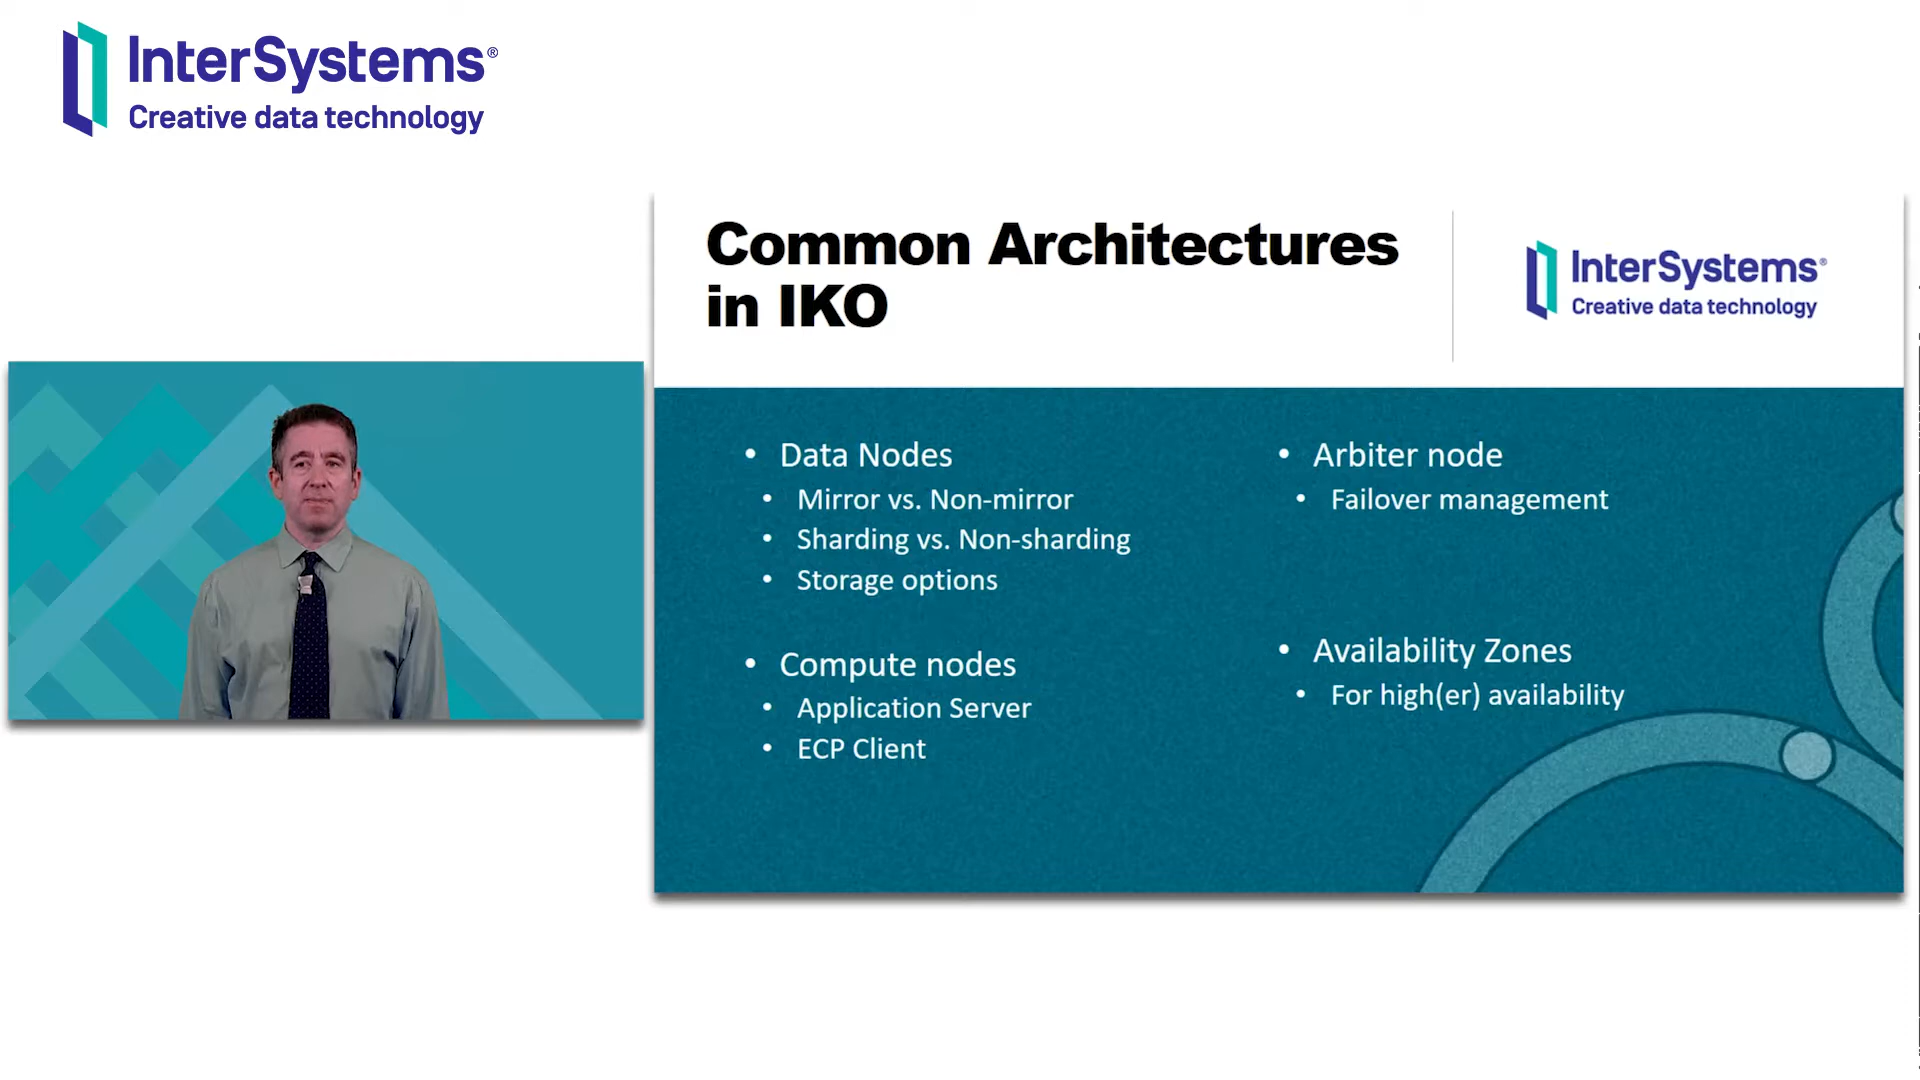 InterSystems®
Creative data technology
Common Architectures
in IKO
InterSystems®
Creative data technology
• Data Nodes
• Mirror vs. Non-mirror
• Sharding vs. Non-sharding
• Storage options
• Compute nodes
• Application Server
• ECP Client
• Arbiter node
• Failover management
• Availability Zones
• For high(er) availability